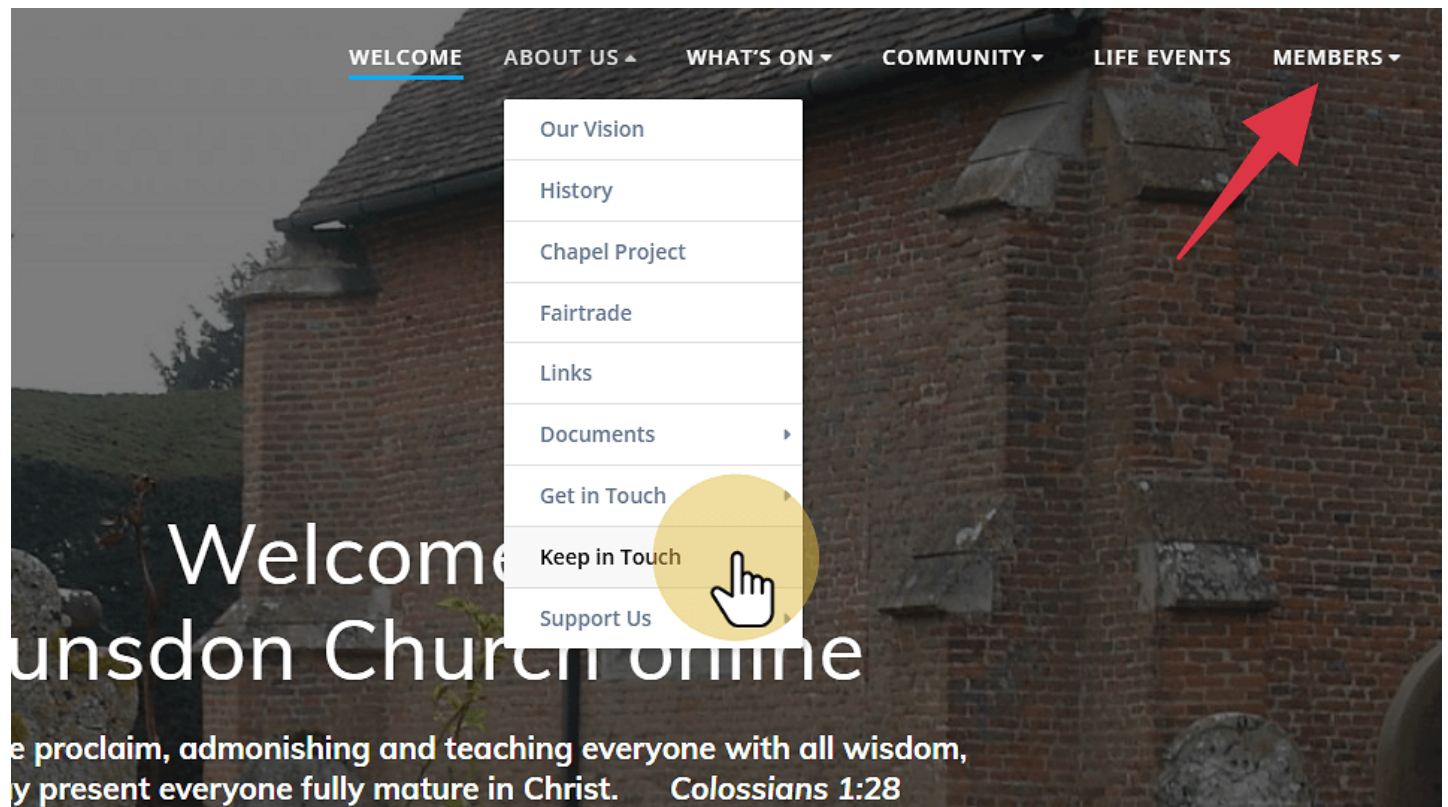 WELCOME ABOUT US WHAT'S ON COMMUNITY LIFE EVENTS MEMBERS
Our Vision
History
Chapel Project
Fairtrade
Links
Documents
Get in Touch
Keep in Touch
Support Us
Welcome
unsdon Church online
e proclaim, admonishing and teaching everyone with all wisdom,
y present everyone fully mature in Christ. Colossians 1:28